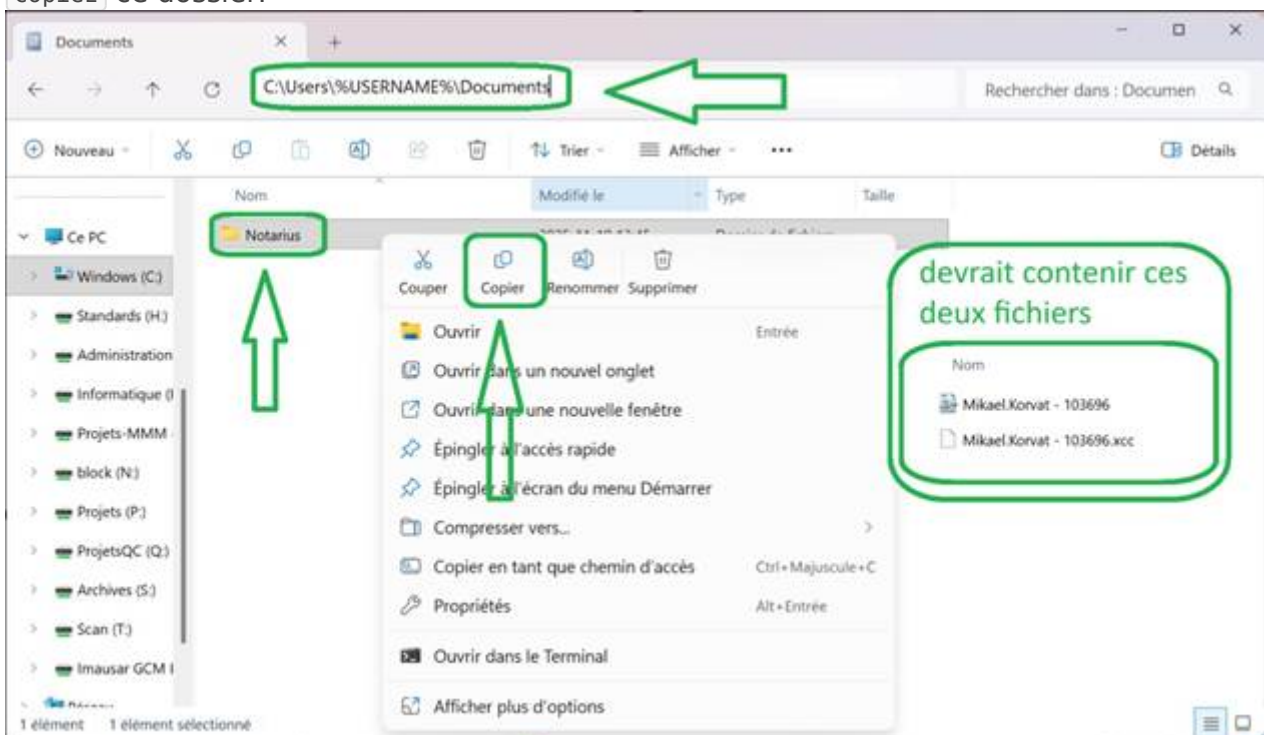 copier ce dossier.
Documents
C:\Users\%USERNAME%\Documents
Rechercher dans : Documen
Nouveau
Trier
Afficher
Détails
Nom
Modifié le
Type
Taille
Ce PC
Windows (C:)
Standards (H:)
Administration
Informatique (
Projets-MMM
block (N:)
Projets (P:)
ProjetsQC (Q:)
Archives (S:)
Scan (T:)
Imausar GCM
Notarius
Couper
Copier
Renommer
Supprimer
Ouvrir
Entrée
Ouvrir dans un nouvel onglet
Ouvrir dans une nouvelle fenêtre
Épingler à l'accès rapide
Épingler à l'écran du menu Démarrer
Compresser vers...
Copier en tant que chemin d'accès
Ctrl+Majuscule+C
Propriétés
Alt+Entrée
Ouvrir dans le Terminal
Afficher plus d'options
devrait contenir ces
deux fichiers
Nom
Mikael.Korvat - 103696
Mikael.Korvat - 103696.xcc
1 élément
1 élément sélectionné